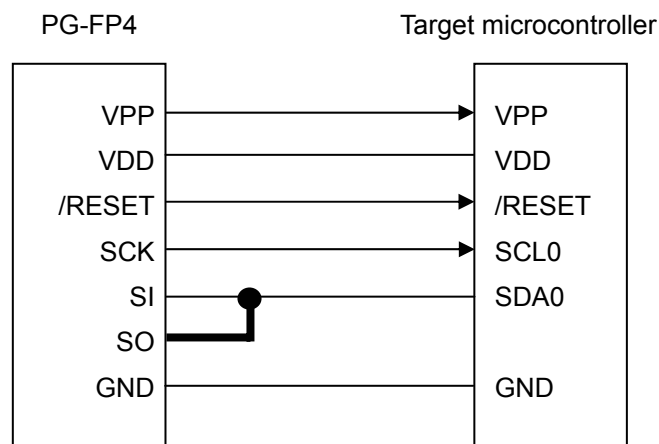 PG-FP4 Target microcontroller
VPP VPP
VDD VDD
/RESET /RESET
SCK SCL0
SI SDA0
SO
GND GND